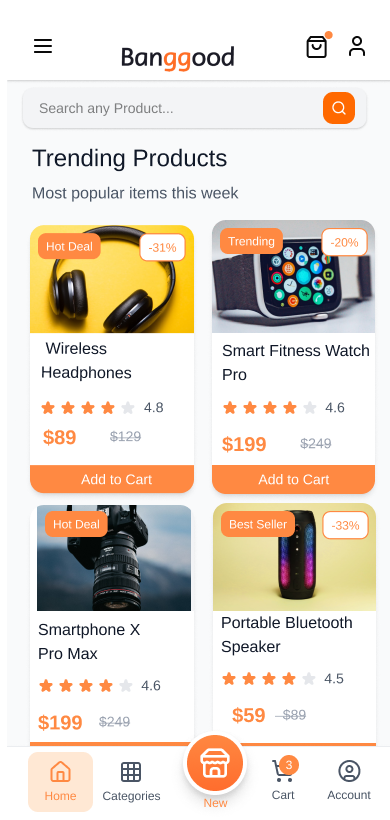 Banggood
Search any Product...
Trending Products
Most popular items this week
Hot Deal
-31%
Trending
-20%
Wireless
Headphones
Smart Fitness Watch
Pro
4.8
4.6
$89
$129
$199
$249
Add to Cart
Add to Cart
Hot Deal
Best Seller
-33%
Smartphone X
Pro Max
Portable Bluetooth
Speaker
4.6
4.5
$199
$249
$59
$89
3
Home
Categories
New
Cart
Account